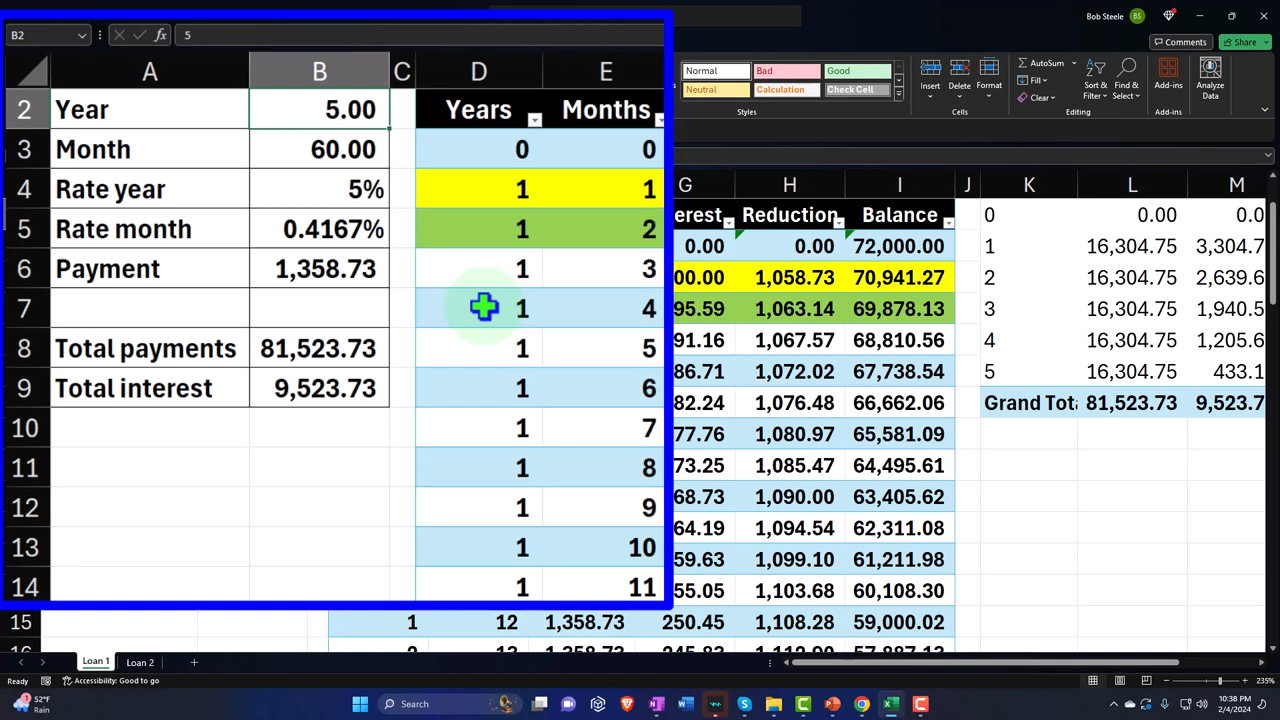 Bob Steele BS
B2 fx 5
Comments Share
Normal Bad Good
Neutral Calculation Check Cell
Styles
Insert Delete Format
Cells
AutoSum
Fill
Clear
Sort & Filter Find & Select
Editing
Add-ins
Add-ins
Analyze Data
A B C D E
G H I J K L M
2 Year 5.00 Years Months
3 Month 60.00 0 0
4 Rate year 5% 1 1
5 Rate month 0.4167% 1 2
6 Payment 1,358.73 1 3
7 1 4
8 Total payments 81,523.73 1 5
9 Total interest 9,523.73 1 6
10 1 7
11 1 8
12 1 9
13 1 10
14 1 11
erest Reduction Balance 0 0.00 0.0
0.00 0.00 72,000.00 1 16,304.75 3,304.7
00.00 1,058.73 70,941.27 2 16,304.75 2,639.6
95.59 1,063.14 69,878.13 3 16,304.75 1,940.5
91.16 1,067.57 68,810.56 4 16,304.75 1,205.6
86.71 1,072.02 67,738.54 5 16,304.75 433.1
82.24 1,076.48 66,662.06 Grand Tot 81,523.73 9,523.7
77.76 1,080.97 65,581.09
73.25 1,085.47 64,495.61
68.73 1,090.00 63,405.62
64.19 1,094.54 62,311.08
59.63 1,099.10 61,211.98
55.05 1,103.68 60,108.30
15 1 12 1,358.73 250.45 1,108.28 59,000.02
16 2 13 1,358.73 245.83 1,112.90 57,887.13
Loan 1 Loan 2
Ready Accessibility: Good to go 235%
1 52°F
Rain
Search
10:38 PM
2/4/2024